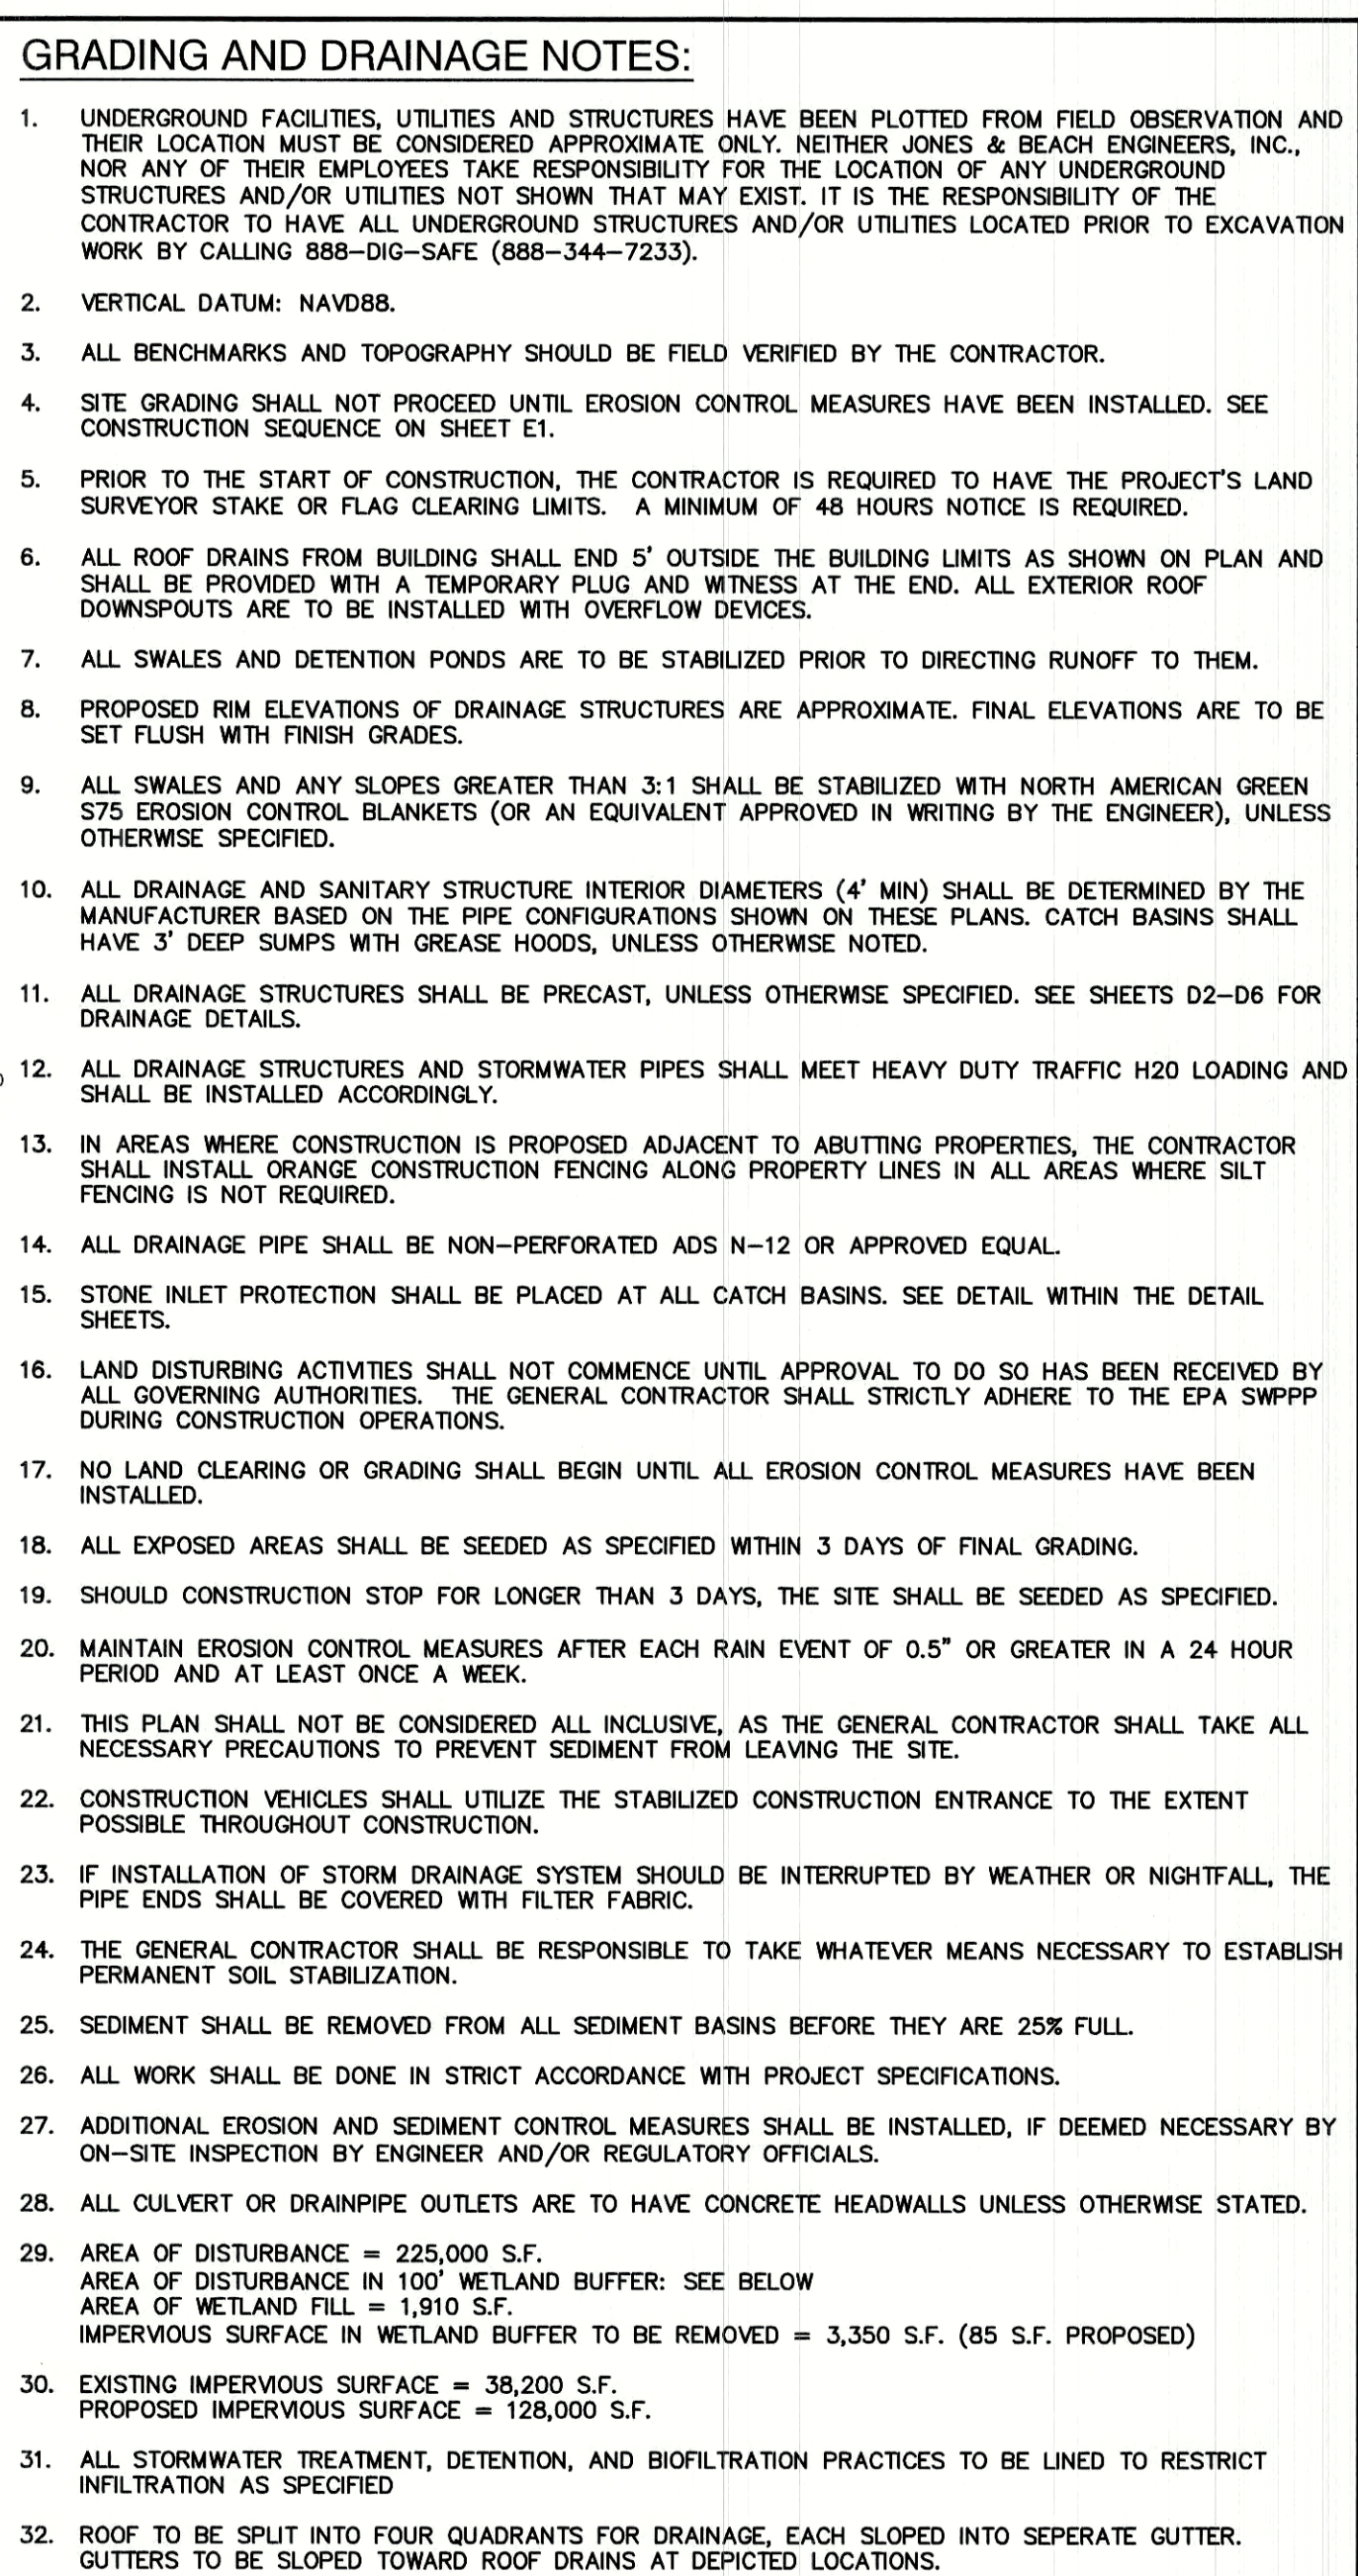 GRADING AND DRAINAGE NOTES:
1. UNDERGROUND FACILITIES, UTILITIES AND STRUCTURES HAVE BEEN PLOTTED FROM FIELD OBSERVATION AND
THEIR LOCATION MUST BE CONSIDERED APPROXIMATE ONLY. NEITHER JONES & BEACH ENGINEERS, INC.,
NOR ANY OF THEIR EMPLOYEES TAKE RESPONSIBILITY FOR THE LOCATION OF ANY UNDERGROUND
STRUCTURES AND/OR UTILITIES NOT SHOWN THAT MAY EXIST. IT IS THE RESPONSIBILITY OF THE
CONTRACTOR TO HAVE ALL UNDERGROUND STRUCTURES AND/OR UTILITIES LOCATED PRIOR TO EXCAVATION
WORK BY CALLING 888-DIG-SAFE (888-344-7233).
2. VERTICAL DATUM: NAVD88.
3. ALL BENCHMARKS AND TOPOGRAPHY SHOULD BE FIELD VERIFIED BY THE CONTRACTOR.
4. SITE GRADING SHALL NOT PROCEED UNTIL EROSION CONTROL MEASURES HAVE BEEN INSTALLED. SEE
CONSTRUCTION SEQUENCE ON SHEET E1.
5. PRIOR TO THE START OF CONSTRUCTION, THE CONTRACTOR IS REQUIRED TO HAVE THE PROJECT'S LAND
SURVEYOR STAKE OR FLAG CLEARING LIMITS. A MINIMUM OF 48 HOURS NOTICE IS REQUIRED.
6. ALL ROOF DRAINS FROM BUILDING SHALL END 5' OUTSIDE THE BUILDING LIMITS AS SHOWN ON PLAN AND
SHALL BE PROVIDED WITH A TEMPORARY PLUG AND WITNESS AT THE END. ALL EXTERIOR ROOF
DOWNSPOUTS ARE TO BE INSTALLED WITH OVERFLOW DEVICES.
7. ALL SWALES AND DETENTION PONDS ARE TO BE STABILIZED PRIOR TO DIRECTING RUNOFF TO THEM.
8. PROPOSED RIM ELEVATIONS OF DRAINAGE STRUCTURES ARE APPROXIMATE. FINAL ELEVATIONS ARE TO BE
SET FLUSH WITH FINISH GRADES.
9. ALL SWALES AND ANY SLOPES GREATER THAN 3:1 SHALL BE STABILIZED WITH NORTH AMERICAN GREEN
S75 EROSION CONTROL BLANKETS (OR AN EQUIVALENT APPROVED IN WRITING BY THE ENGINEER), UNLESS
OTHERWISE SPECIFIED.
10. ALL DRAINAGE AND SANITARY STRUCTURE INTERIOR DIAMETERS (4' MIN) SHALL BE DETERMINED BY THE
MANUFACTURER BASED ON THE PIPE CONFIGURATIONS SHOWN ON THESE PLANS. CATCH BASINS SHALL
HAVE 3' DEEP SUMPS WITH GREASE HOODS, UNLESS OTHERWISE NOTED.
11. ALL DRAINAGE STRUCTURES SHALL BE PRECAST, UNLESS OTHERWISE SPECIFIED. SEE SHEETS D2-D6 FOR
DRAINAGE DETAILS.
12. ALL DRAINAGE STRUCTURES AND STORMWATER PIPES SHALL MEET HEAVY DUTY TRAFFIC H20 LOADING AND
SHALL BE INSTALLED ACCORDINGLY.
13. IN AREAS WHERE CONSTRUCTION IS PROPOSED ADJACENT TO ABUTTING PROPERTIES, THE CONTRACTOR
SHALL INSTALL ORANGE CONSTRUCTION FENCING ALONG PROPERTY LINES IN ALL AREAS WHERE SILT
FENCING IS NOT REQUIRED.
14. ALL DRAINAGE PIPE SHALL BE NON-PERFORATED ADS N-12 OR APPROVED EQUAL.
15. STONE INLET PROTECTION SHALL BE PLACED AT ALL CATCH BASINS. SEE DETAIL WITHIN THE DETAIL
SHEETS.
16. LAND DISTURBING ACTIVITIES SHALL NOT COMMENCE UNTIL APPROVAL TO DO SO HAS BEEN RECEIVED BY
ALL GOVERNING AUTHORITIES. THE GENERAL CONTRACTOR SHALL STRICTLY ADHERE TO THE EPA SWPPP
DURING CONSTRUCTION OPERATIONS.
17. NO LAND CLEARING OR GRADING SHALL BEGIN UNTIL ALL EROSION CONTROL MEASURES HAVE BEEN
INSTALLED.
18. ALL EXPOSED AREAS SHALL BE SEEDED AS SPECIFIED WITHIN 3 DAYS OF FINAL GRADING.
19. SHOULD CONSTRUCTION STOP FOR LONGER THAN 3 DAYS, THE SITE SHALL BE SEEDED AS SPECIFIED.
20. MAINTAIN EROSION CONTROL MEASURES AFTER EACH RAIN EVENT OF 0.5" OR GREATER IN A 24 HOUR
PERIOD AND AT LEAST ONCE A WEEK.
21. THIS PLAN SHALL NOT BE CONSIDERED ALL INCLUSIVE, AS THE GENERAL CONTRACTOR SHALL TAKE ALL
NECESSARY PRECAUTIONS TO PREVENT SEDIMENT FROM LEAVING THE SITE.
22. CONSTRUCTION VEHICLES SHALL UTILIZE THE STABILIZED CONSTRUCTION ENTRANCE TO THE EXTENT
POSSIBLE THROUGHOUT CONSTRUCTION.
23. IF INSTALLATION OF STORM DRAINAGE SYSTEM SHOULD BE INTERRUPTED BY WEATHER OR NIGHTFALL, THE
PIPE ENDS SHALL BE COVERED WITH FILTER FABRIC.
24. THE GENERAL CONTRACTOR SHALL BE RESPONSIBLE TO TAKE WHATEVER MEANS NECESSARY TO ESTABLISH
PERMANENT SOIL STABILIZATION.
25. SEDIMENT SHALL BE REMOVED FROM ALL SEDIMENT BASINS BEFORE THEY ARE 25% FULL.
26. ALL WORK SHALL BE DONE IN STRICT ACCORDANCE WITH PROJECT SPECIFICATIONS.
27. ADDITIONAL EROSION AND SEDIMENT CONTROL MEASURES SHALL BE INSTALLED, IF DEEMED NECESSARY BY
ON-SITE INSPECTION BY ENGINEER AND/OR REGULATORY OFFICIALS.
28. ALL CULVERT OR DRAINPIPE OUTLETS ARE TO HAVE CONCRETE HEADWALLS UNLESS OTHERWISE STATED.
29. AREA OF DISTURBANCE = 225,000 S.F.
AREA OF DISTURBANCE IN 100' WETLAND BUFFER: SEE BELOW
AREA OF WETLAND FILL = 1,910 S.F.
IMPERVIOUS SURFACE IN WETLAND BUFFER TO BE REMOVED = 3,350 S.F. (85 S.F. PROPOSED)
30. EXISTING IMPERVIOUS SURFACE = 38,200 S.F.
PROPOSED IMPERVIOUS SURFACE = 128,000 S.F.
31. ALL STORMWATER TREATMENT, DETENTION, AND BIOFILTRATION PRACTICES TO BE LINED TO RESTRICT
INFILTRATION AS SPECIFIED
32. ROOF TO BE SPLIT INTO FOUR QUADRANTS FOR DRAINAGE, EACH SLOPED INTO SEPERATE GUTTER.
GUTTERS TO BE SLOPED TOWARD ROOF DRAINS AT DEPICTED LOCATIONS.